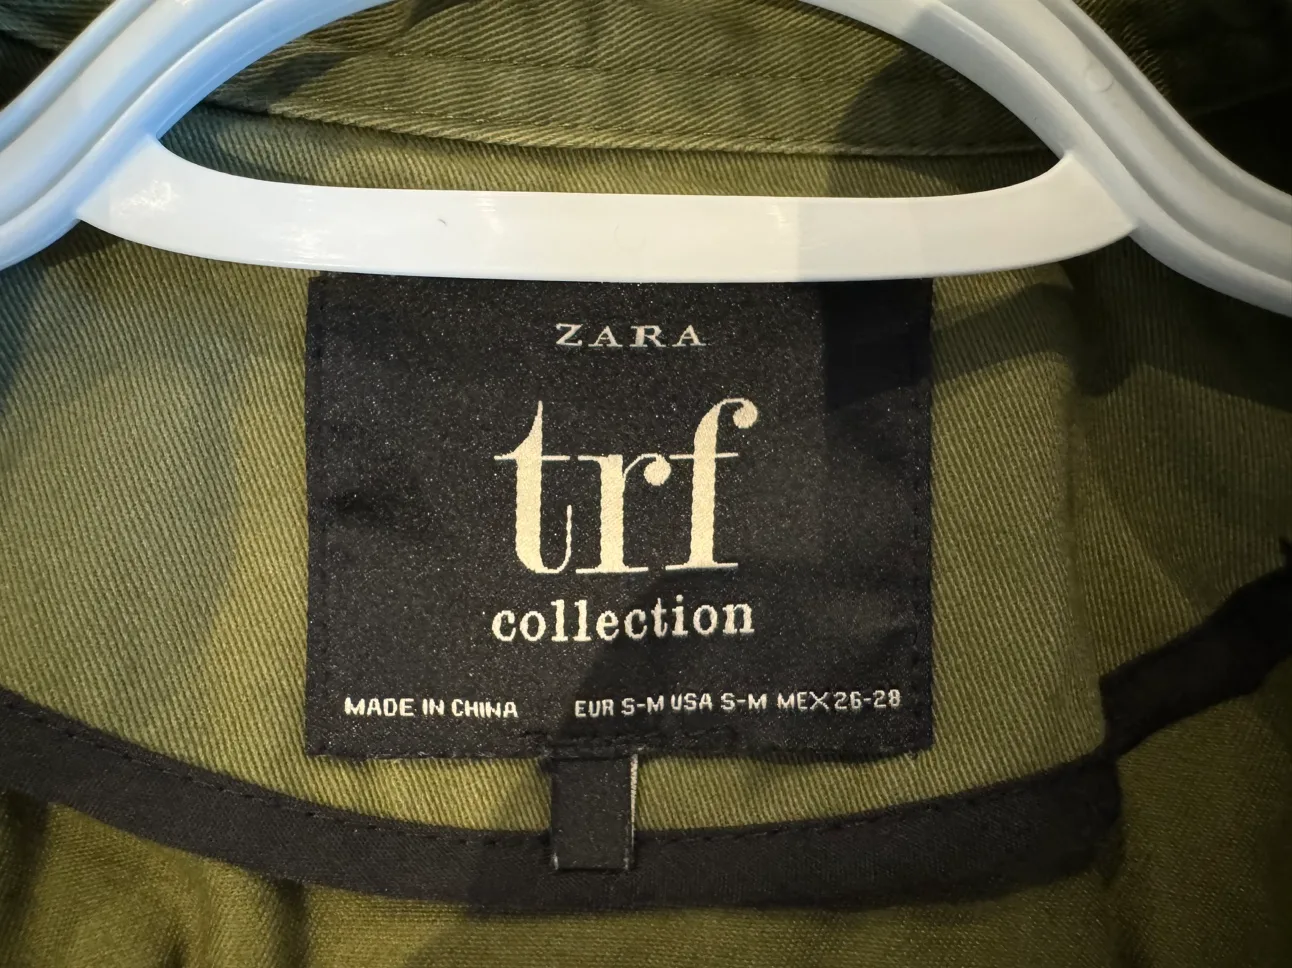 ZARA
trf
collection
MADE IN CHINA EUR S-M USA S-M MEX 26-28